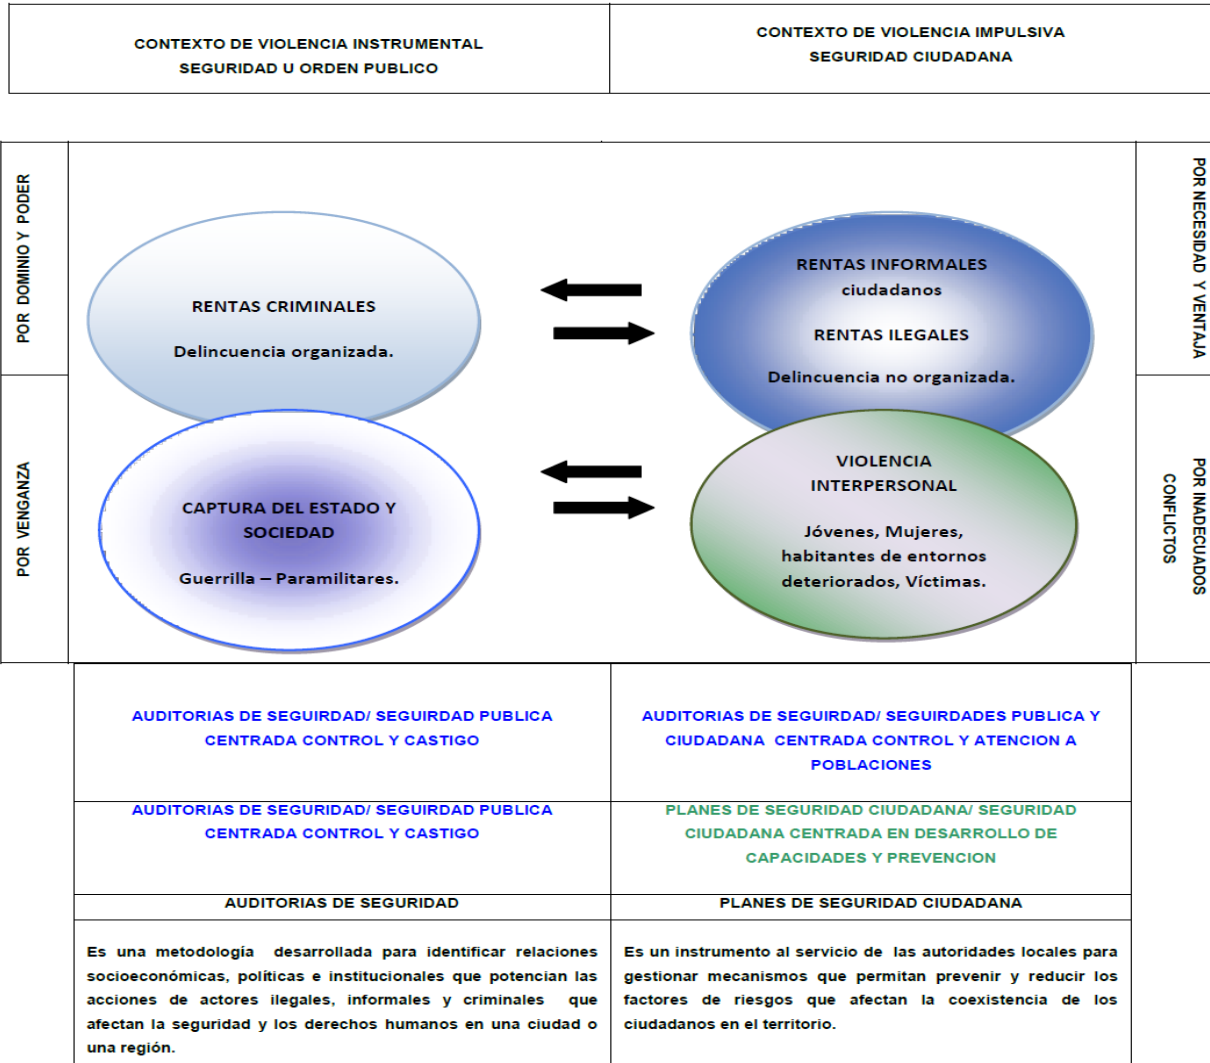 CONTEXTO DE VIOLENCIA INSTRUMENTAL
SEGURIDAD U ORDEN PUBLICO
CONTEXTO DE VIOLENCIA IMPULSIVA
SEGURIDAD CIUDADANA
POR DOMINIO Y PODER
POR VENGANZA
RENTAS CRIMINALES
Delincuencia organizada.
RENTAS INFORMALES
ciudadanos
RENTAS ILEGALES
Delincuencia no organizada.
CAPTURA DEL ESTADO Y
SOCIEDAD
Guerrilla – Paramilitares.
VIOLENCIA
INTERPERSONAL
Jóvenes, Mujeres,
habitantes de entornos
deteriorados, Víctimas.
POR NECESIDAD Y VENTAJA
POR INADECUADOS
CONFLICTOS
AUDITORIAS DE SEGUIRDAD/ SEGUIRDAD PUBLICA
CENTRADA CONTROL Y CASTIGO
AUDITORIAS DE SEGUIRDAD/ SEGUIRDADES PUBLICA Y
CIUDADANA CENTRADA CONTROL Y ATENCION A
POBLACIONES
AUDITORIAS DE SEGURIDAD/ SEGUIRDAD PUBLICA
CENTRADA CONTROL Y CASTIGO
PLANES DE SEGURIDAD CIUDADANA/ SEGURIDAD
CIUDADANA CENTRADA EN DESARROLLO DE
CAPACIDADES Y PREVENCION
AUDITORIAS DE SEGURIDAD
PLANES DE SEGURIDAD CIUDADANA
Es una metodología desarrollada para identificar relaciones
socioeconómicas, políticas e institucionales que potencian las
acciones de actores ilegales, informales y criminales que
afectan la seguridad y los derechos humanos en una ciudad o
una región.
Es un instrumento al servicio de las autoridades locales para
gestionar mecanismos que permitan prevenir y reducir los
factores de riesgos que afectan la coexistencia de los
ciudadanos en el territorio.